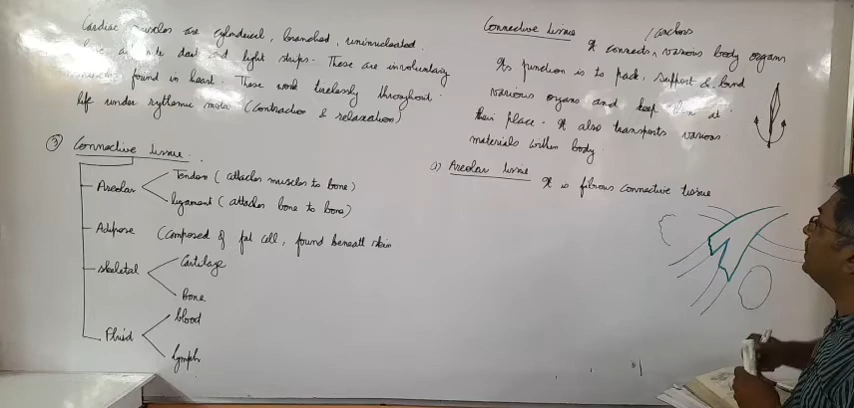 Cardiac muscles are cylindrical, branched, uninucleated.
dark and light strips. These are involuntary
found in heart. These work tirelessly throughout
life under rythmic motion (contraction & relaxation)
③ Connective tissue
Areolar
Tendon (attaches muscles to bone)
ligament (attaches bone to bone)
Adipose (composed of fat cell, found beneath skin
Skeletal
Cartilage
Bone
Fluid
blood
lymph
Connective tissue
/anchors
It connects, various body organs
Its function is to pack, support & bind
various organs and keep them at
their place. It also transports various
materials within body.
a) Areolar tissue
It is fibrous connective tissue